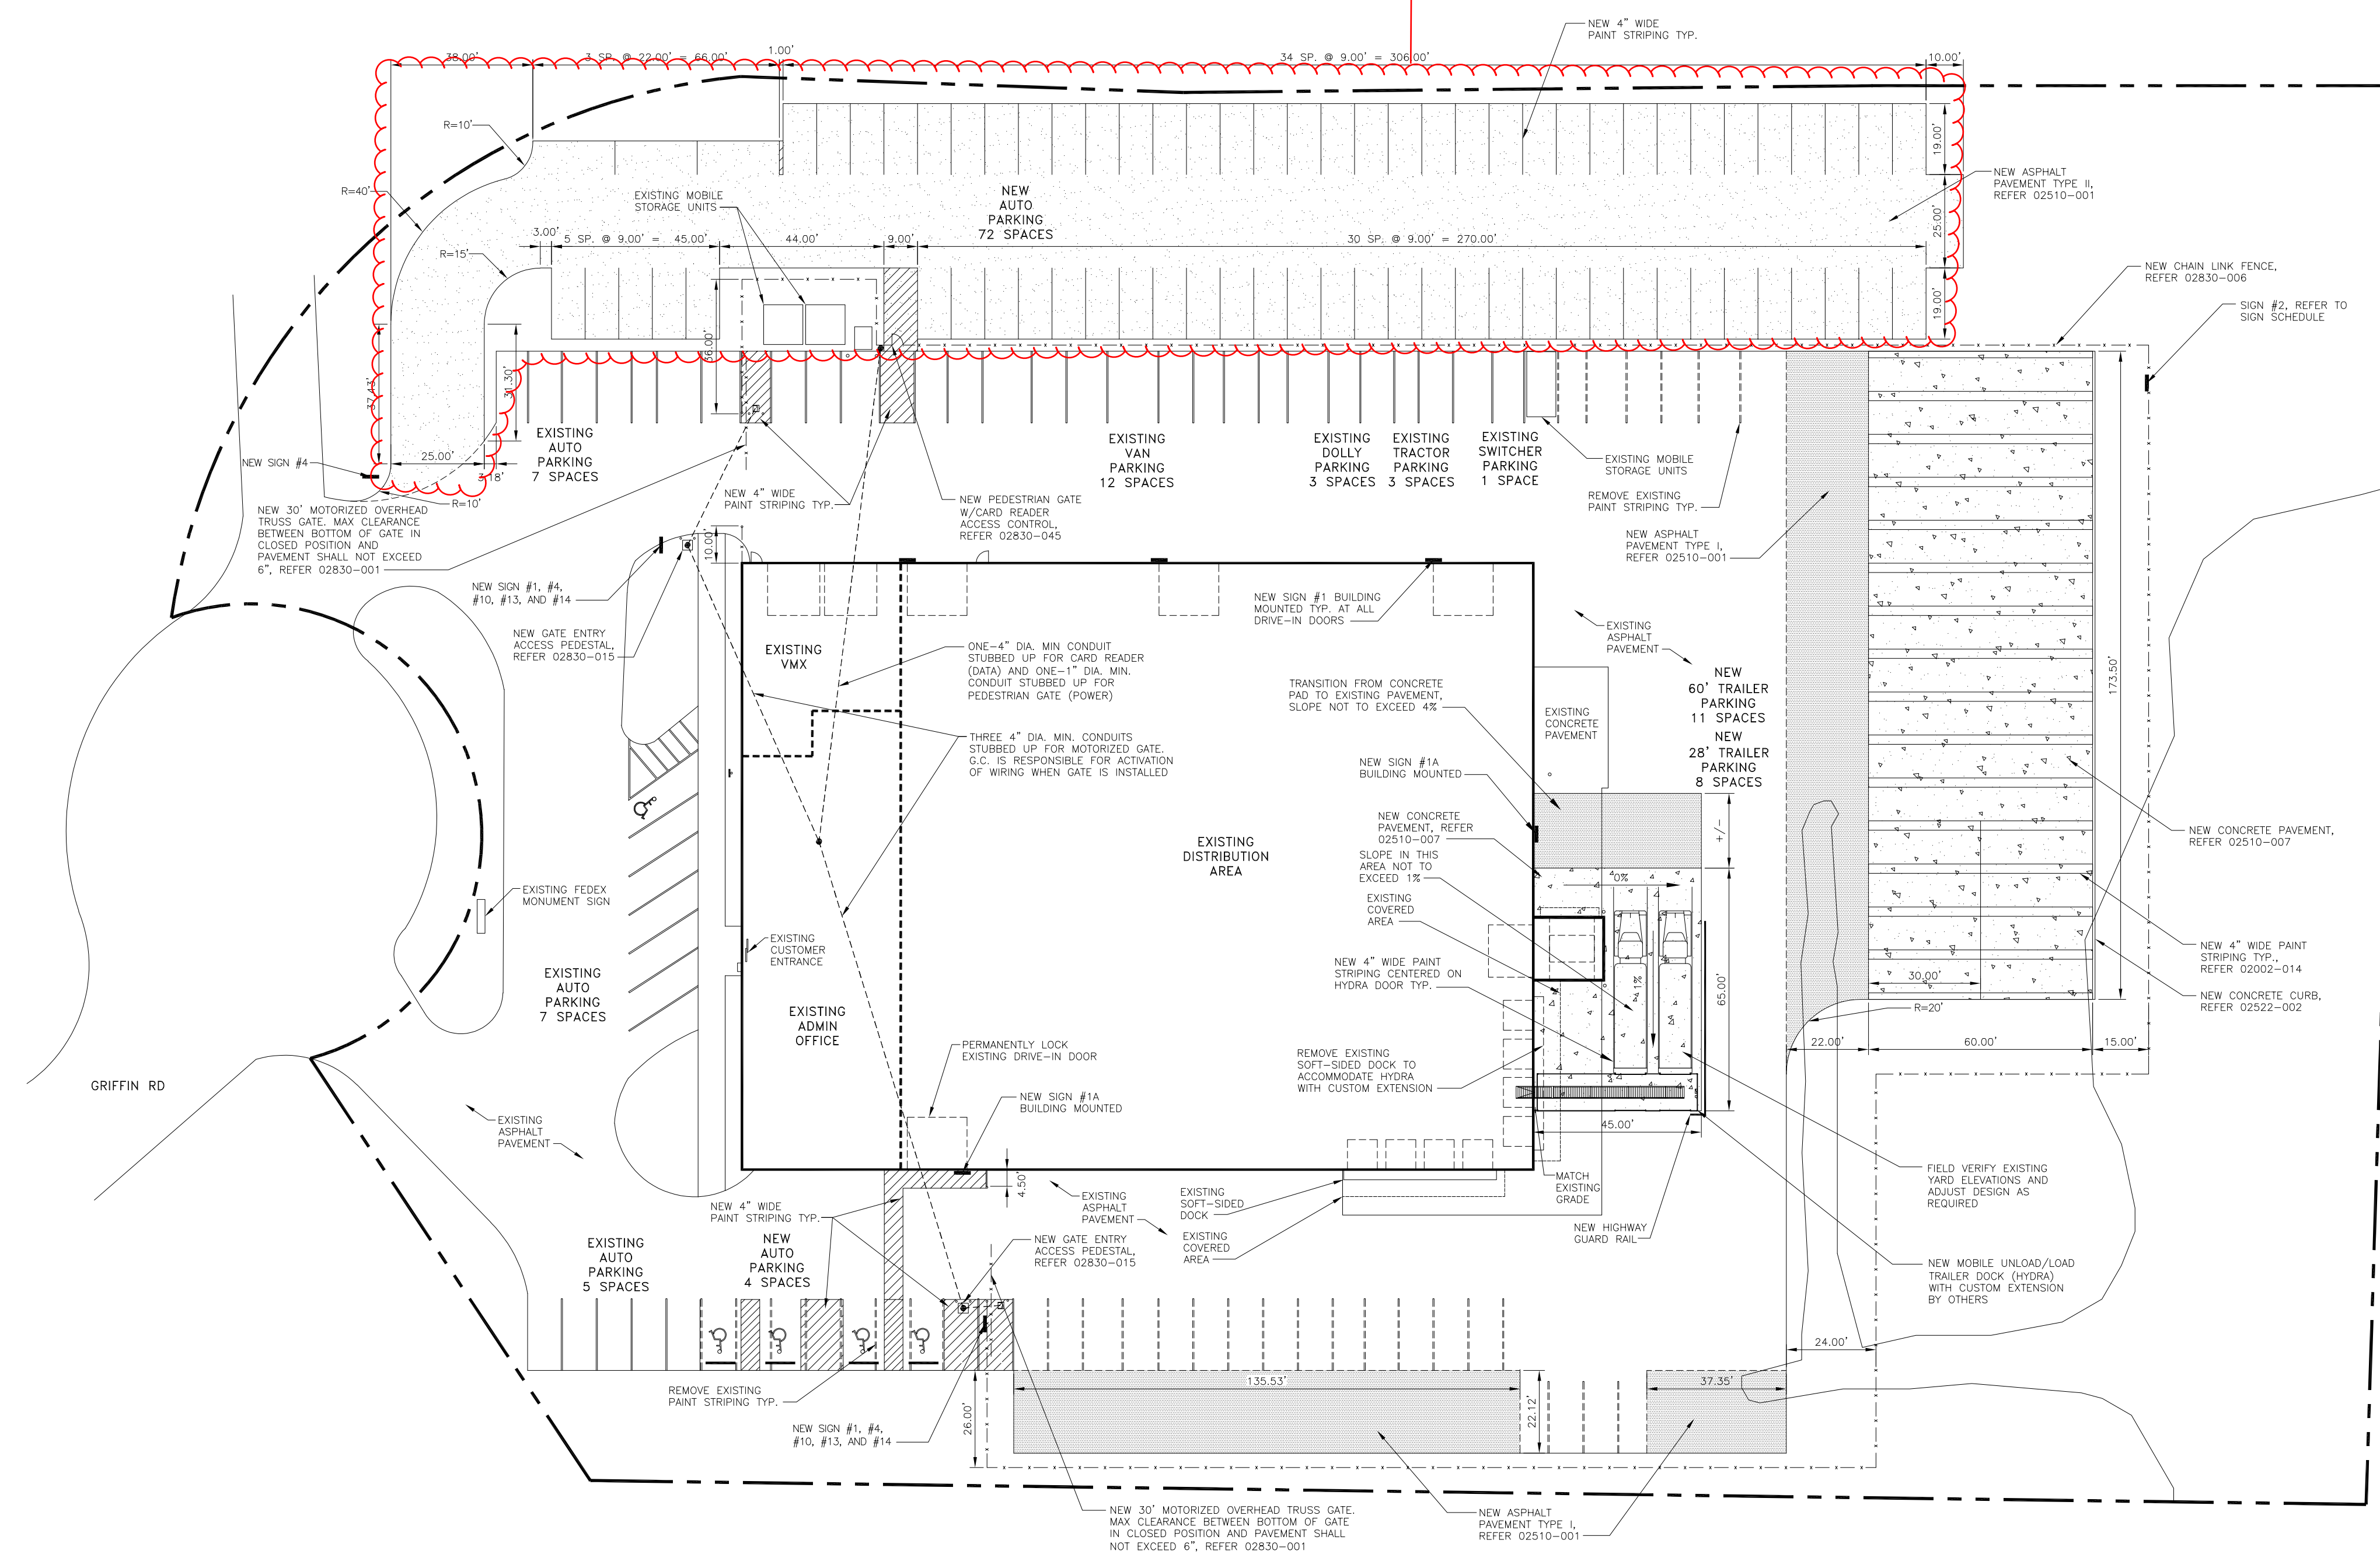 NEW 4" WIDE
PAINT STRIPING TYP.
38.00'
3 SP. @ 22.00' = 66.00'
1.00'
34 SP. @ 9.00' = 306.00'
10.00'
R=10'
R=40'
R=15'
EXISTING MOBILE
STORAGE UNITS
NEW
AUTO
PARKING
72 SPACES
19.00'
25.00'
19.00'
NEW ASPHALT
PAVEMENT TYPE II,
REFER 02510-001
3.00'
5 SP. @ 9.00' = 45.00'
44.00'
9.00'
30 SP. @ 9.00' = 270.00'
NEW CHAIN LINK FENCE,
REFER 02830-006
SIGN #2, REFER TO
SIGN SCHEDULE
36.00'
37.43'
31.30'
25.00'
3.18'
R=10'
NEW SIGN #4
EXISTING
AUTO
PARKING
7 SPACES
NEW 4" WIDE
PAINT STRIPING TYP.
NEW PEDESTRIAN GATE
W/CARD READER
ACCESS CONTROL,
REFER 02830-045
EXISTING
VAN
PARKING
12 SPACES
EXISTING
DOLLY
PARKING
3 SPACES
EXISTING
TRACTOR
PARKING
3 SPACES
EXISTING
SWITCHER
PARKING
1 SPACE
EXISTING MOBILE
STORAGE UNITS
REMOVE EXISTING
PAINT STRIPING TYP.
NEW ASPHALT
PAVEMENT TYPE I,
REFER 02510-001
NEW 30' MOTORIZED OVERHEAD
TRUSS GATE. MAX CLEARANCE
BETWEEN BOTTOM OF GATE IN
CLOSED POSITION AND
PAVEMENT SHALL NOT EXCEED
6", REFER 02830-001
10.00'
NEW SIGN #1, #4,
#10, #13, AND #14
NEW GATE ENTRY
ACCESS PEDESTAL,
REFER 02830-015
EXISTING
VMX
ONE-4" DIA. MIN CONDUIT
STUBBED UP FOR CARD READER
(DATA) AND ONE-1" DIA. MIN.
CONDUIT STUBBED UP FOR
PEDESTRIAN GATE (POWER)
THREE 4" DIA. MIN. CONDUITS
STUBBED UP FOR MOTORIZED GATE.
G.C. IS RESPONSIBLE FOR ACTIVATION
OF WIRING WHEN GATE IS INSTALLED
NEW SIGN #1 BUILDING
MOUNTED TYP. AT ALL
DRIVE-IN DOORS
EXISTING
ASPHALT
PAVEMENT
TRANSITION FROM CONCRETE
PAD TO EXISTING PAVEMENT,
SLOPE NOT TO EXCEED 4%
EXISTING
CONCRETE
PAVEMENT
NEW
60' TRAILER
PARKING
11 SPACES
NEW
28' TRAILER
PARKING
8 SPACES
173.50'
NEW SIGN #1A
BUILDING MOUNTED
NEW CONCRETE
PAVEMENT, REFER
02510-007
+/-
SLOPE IN THIS
AREA NOT TO
EXCEED 1%
0%
EXISTING
DISTRIBUTION
AREA
EXISTING
COVERED
AREA
NEW CONCRETE PAVEMENT,
REFER 02510-007
EXISTING FEDEX
MONUMENT SIGN
EXISTING
CUSTOMER
ENTRANCE
NEW 4" WIDE PAINT
STRIPING CENTERED ON
HYDRA DOOR TYP.
1%
65.00'
NEW 4" WIDE PAINT
STRIPING TYP.,
REFER 02002-014
30.00'
EXISTING
AUTO
PARKING
7 SPACES
EXISTING
ADMIN
OFFICE
NEW CONCRETE CURB,
REFER 02522-002
R=20'
PERMANENTLY LOCK
EXISTING DRIVE-IN DOOR
REMOVE EXISTING
SOFT-SIDED DOCK TO
ACCOMMODATE HYDRA
WITH CUSTOM EXTENSION
22.00'
60.00'
15.00'
GRIFFIN RD
NEW SIGN #1A
BUILDING MOUNTED
EXISTING
ASPHALT
PAVEMENT
45.00'
4.50'
MATCH
EXISTING
GRADE
FIELD VERIFY EXISTING
YARD ELEVATIONS AND
ADJUST DESIGN AS
REQUIRED
NEW 4" WIDE
PAINT STRIPING TYP.
EXISTING
ASPHALT
PAVEMENT
EXISTING
SOFT-SIDED
DOCK
EXISTING
COVERED
AREA
NEW HIGHWAY
GUARD RAIL
EXISTING
AUTO
PARKING
5 SPACES
NEW
AUTO
PARKING
4 SPACES
NEW GATE ENTRY
ACCESS PEDESTAL,
REFER 02830-015
NEW MOBILE UNLOAD/LOAD
TRAILER DOCK (HYDRA)
WITH CUSTOM EXTENSION
BY OTHERS
24.00'
REMOVE EXISTING
PAINT STRIPING TYP.
135.53'
37.35'
26.00'
22.12'
NEW SIGN #1, #4,
#10, #13, AND #14
NEW 30' MOTORIZED OVERHEAD TRUSS GATE.
MAX CLEARANCE BETWEEN BOTTOM OF GATE
IN CLOSED POSITION AND PAVEMENT SHALL
NOT EXCEED 6", REFER 02830-001
NEW ASPHALT
PAVEMENT TYPE I,
REFER 02510-001